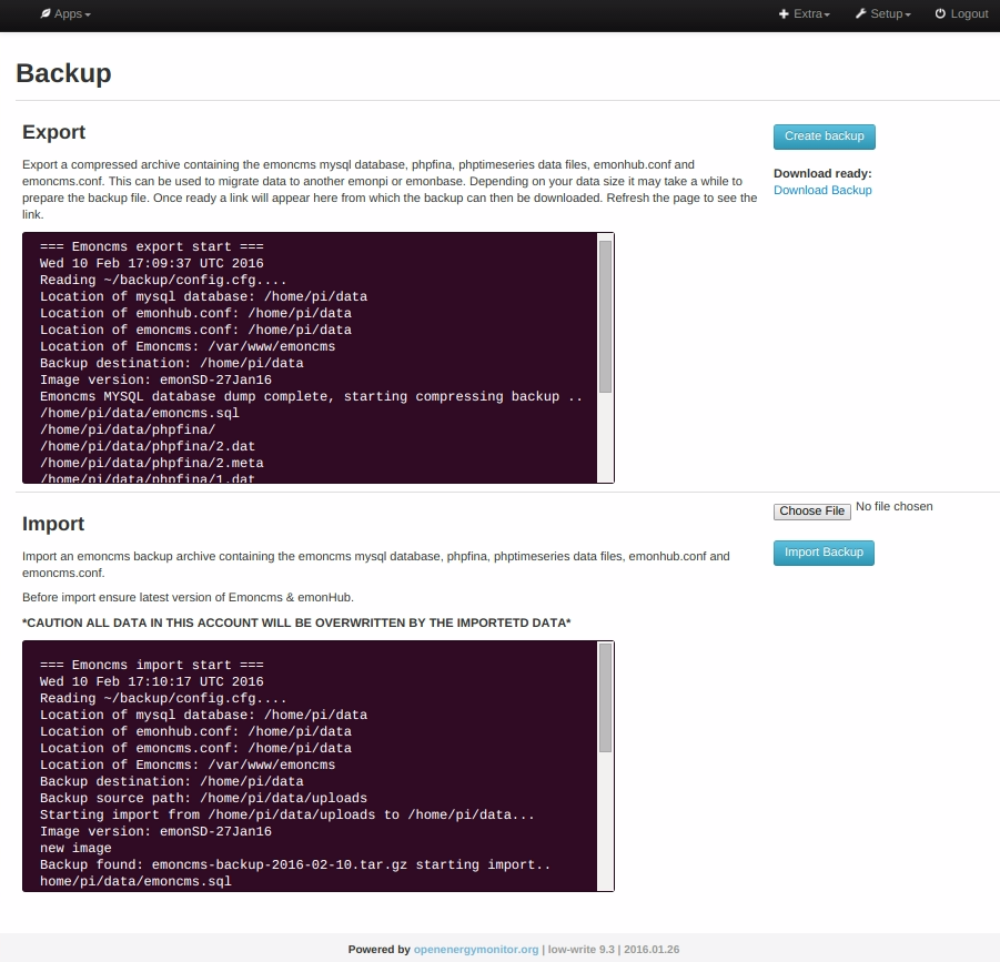 Apps
Extra
Setup
Logout
Backup
Export
Create backup
Export a compressed archive containing the emoncms mysql database, phpfina, phptimeseries data files, emonhub.conf and
emoncms.conf. This can be used to migrate data to another emonpi or emonbase. Depending on your data size it may take a while to
prepare the backup file. Once ready a link will appear here from which the backup can then be downloaded. Refresh the page to see the
link.
Download ready:
Download Backup
=== Emoncms export start ===
Wed 10 Feb 17:09:37 UTC 2016
Reading ~/backup/config.cfg....
Location of mysql database: /home/pi/data
Location of emonhub.conf: /home/pi/data
Location of emoncms.conf: /home/pi/data
Location of Emoncms: /var/www/emoncms
Backup destination: /home/pi/data
Image version: emonSD-27Jan16
Emoncms MYSQL database dump complete, starting compressing backup ..
/home/pi/data/emoncms.sql
/home/pi/data/phpfina/
/home/pi/data/phpfina/2.dat
/home/pi/data/phpfina/2.meta
/home/pi/data/phpfina/1.dat
Import
Choose File No file chosen
Import Backup
Import an emoncms backup archive containing the emoncms mysql database, phpfina, phptimeseries data files, emonhub.conf and
emoncms.conf.
Before import ensure latest version of Emoncms & emonHub.
*CAUTION ALL DATA IN THIS ACCOUNT WILL BE OVERWRITTEN BY THE IMPORTETD DATA*
=== Emoncms import start ===
Wed 10 Feb 17:10:17 UTC 2016
Reading ~/backup/config.cfg....
Location of mysql database: /home/pi/data
Location of emonhub.conf: /home/pi/data
Location of emoncms.conf: /home/pi/data
Location of Emoncms: /var/www/emoncms
Backup destination: /home/pi/data
Backup source path: /home/pi/data/uploads
Starting import from /home/pi/data/uploads to /home/pi/data...
Image version: emonSD-27Jan16
new image
Backup found: emoncms-backup-2016-02-10.tar.gz starting import..
home/pi/data/emoncms.sql
Powered by openenergymonitor.org | low-write 9.3 | 2016.01.26